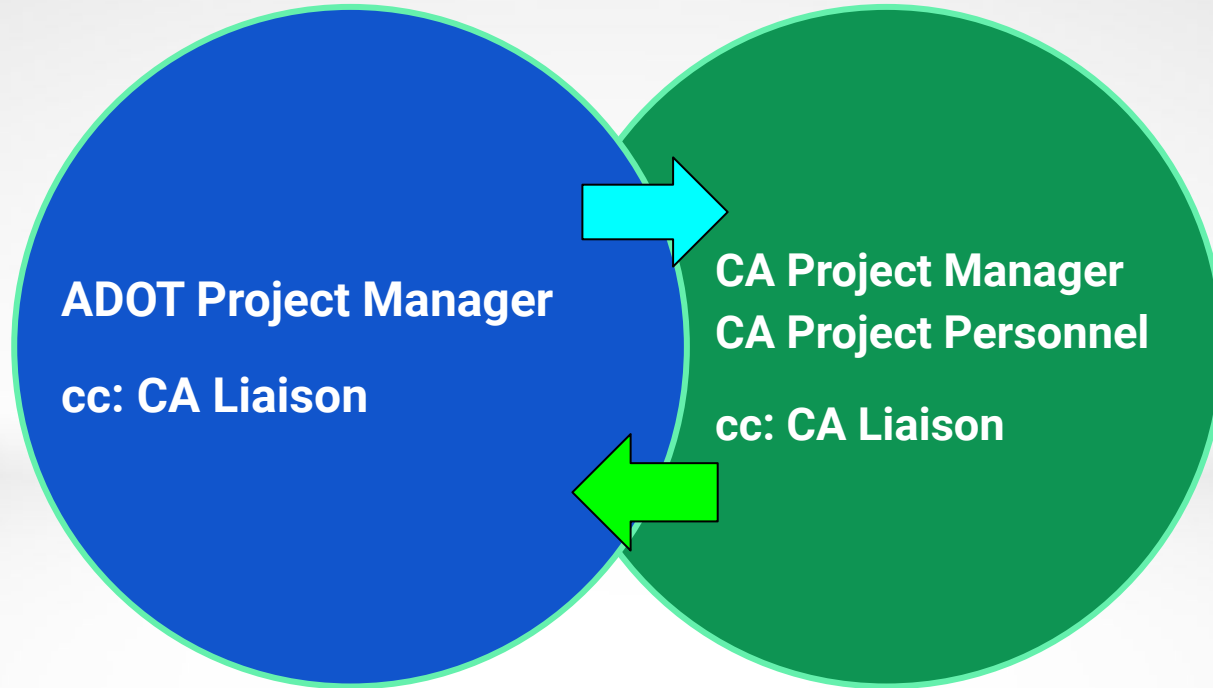 ADOT Project Manager
cc: CA Liaison
CA Project Manager
CA Project Personnel
cc: CA Liaison